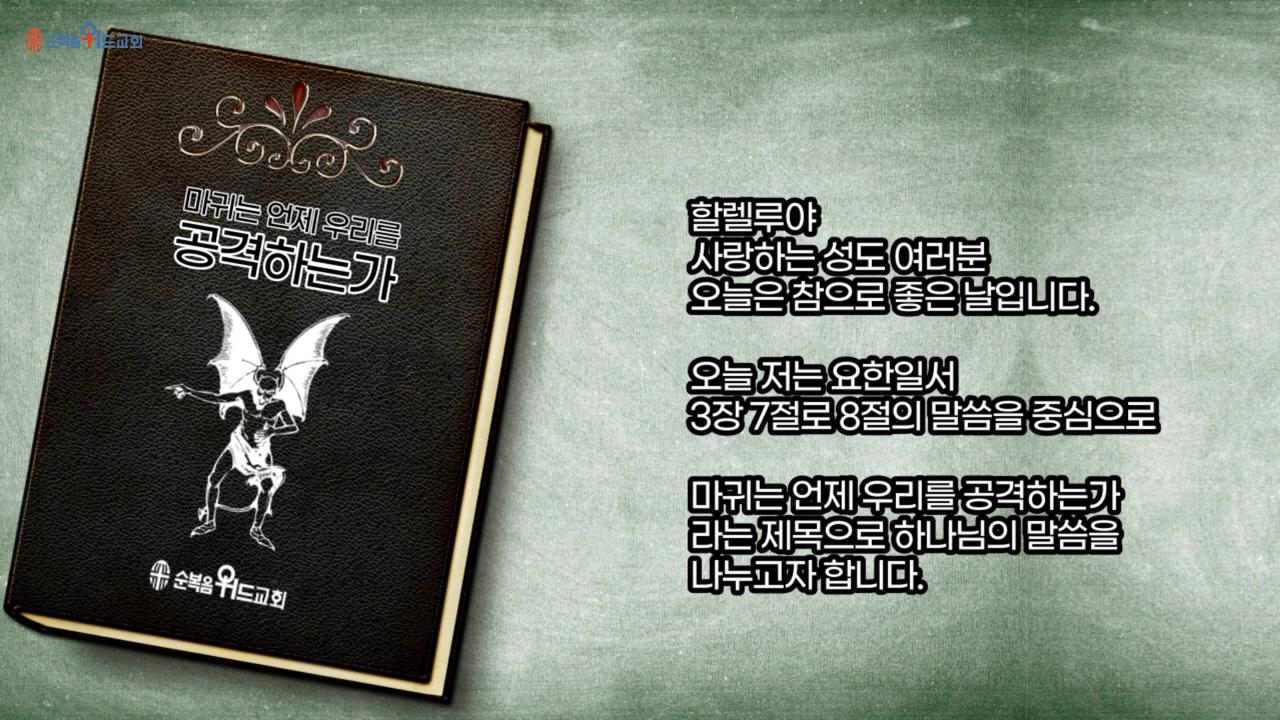 순복음위드교회
마귀는 언제 우리를
공격하는가
순복음위드교회
할렐루야
사랑하는 성도 여러분
오늘은 참으로 좋은 날입니다.
오늘 저는 요한일서
3장 7절로 8절의 말씀을 중심으로
마귀는 언제 우리를 공격하는가
라는 제목으로 하나님의 말씀을
나누고자 합니다.